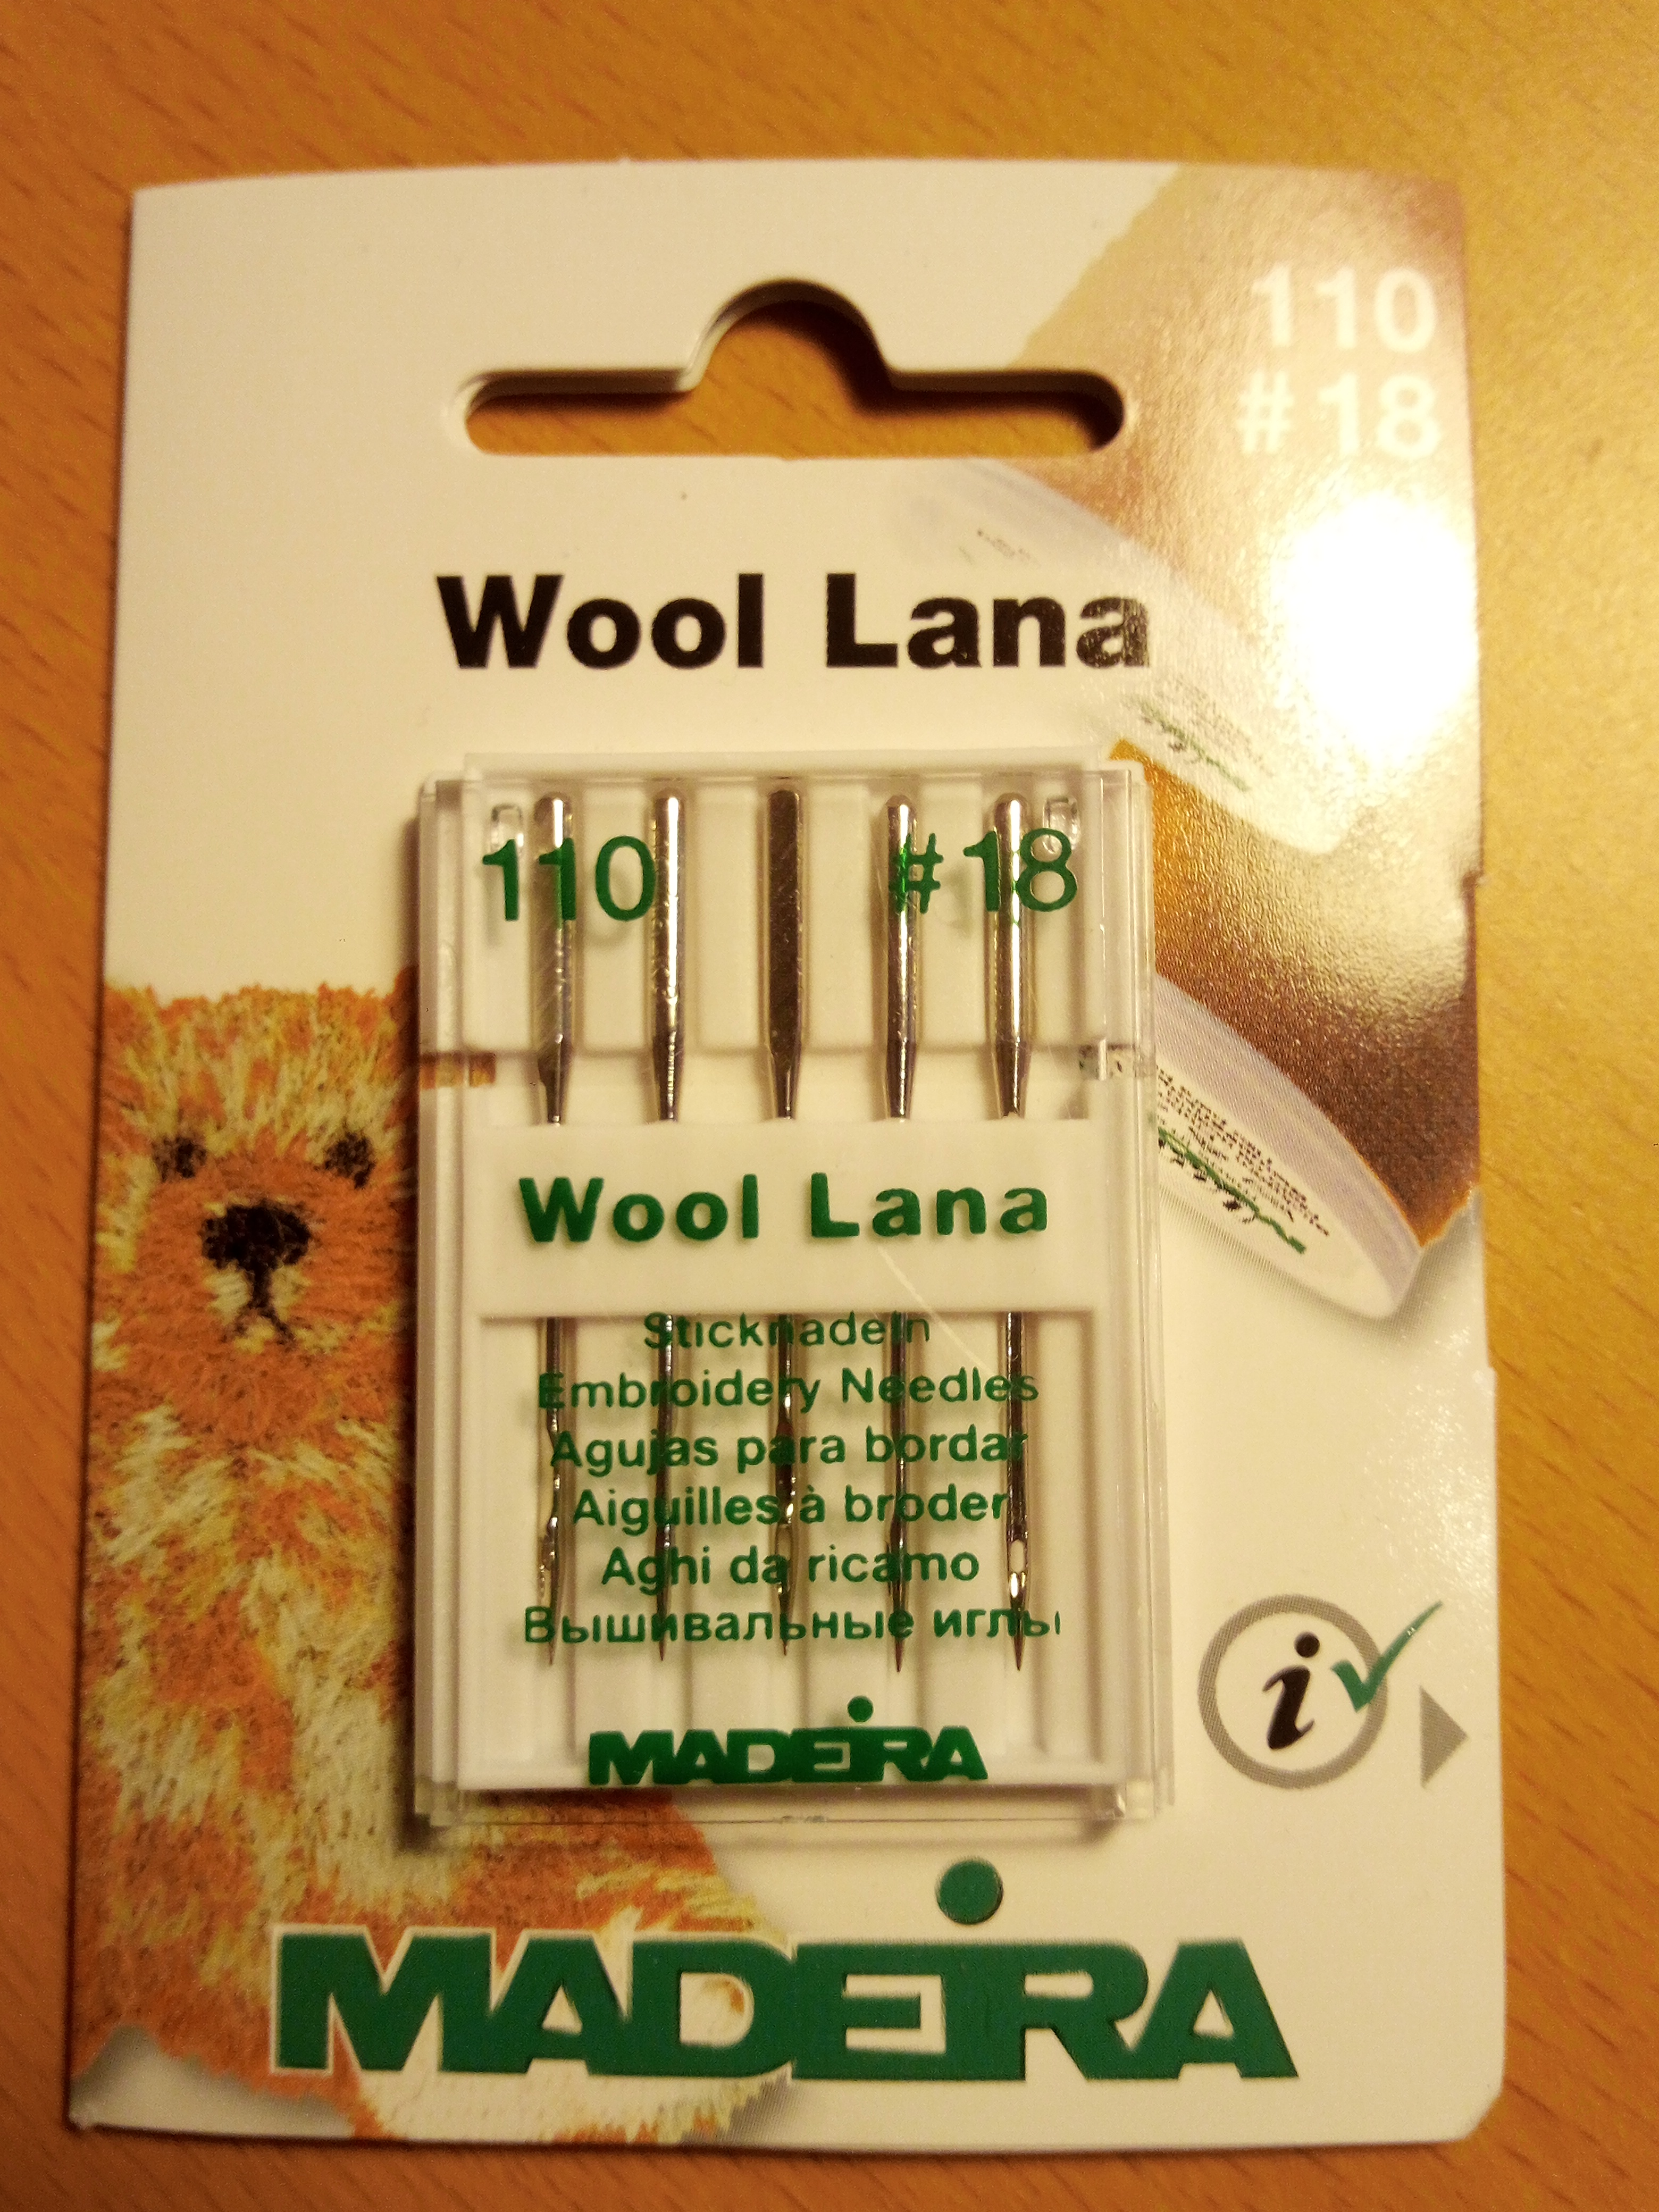 110
#18
Wool Lana
110 #18
Wool Lana
Sticknadeln
Embroidery Needles
Agujas para bordar
Aiguilles à broder
Aghi da ricamo
Вышивальные иглы
MADEIRA
i
MADEIRA